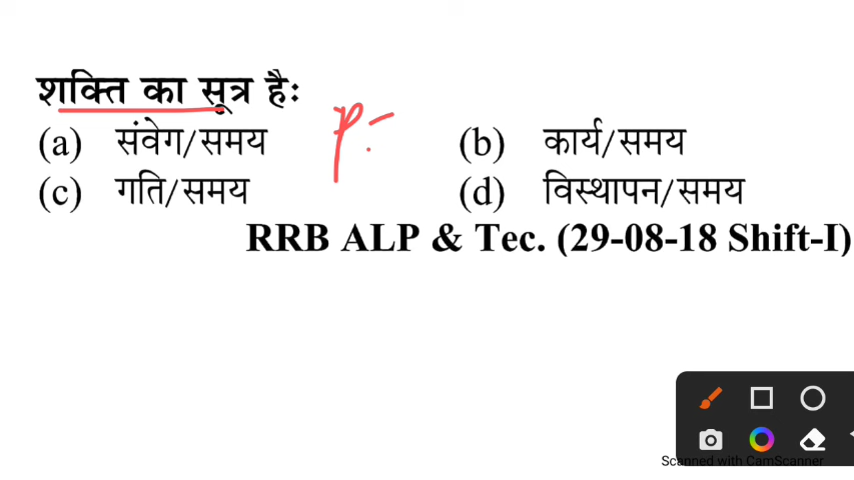 शक्ति का सूत्र हैः
(a) संवेग/समय (b) कार्य/समय
(c) गति/समय (d) विस्थापन/समय
RRB ALP & Tec. (29-08-18 Shift-I)
Scanned with CamScanner